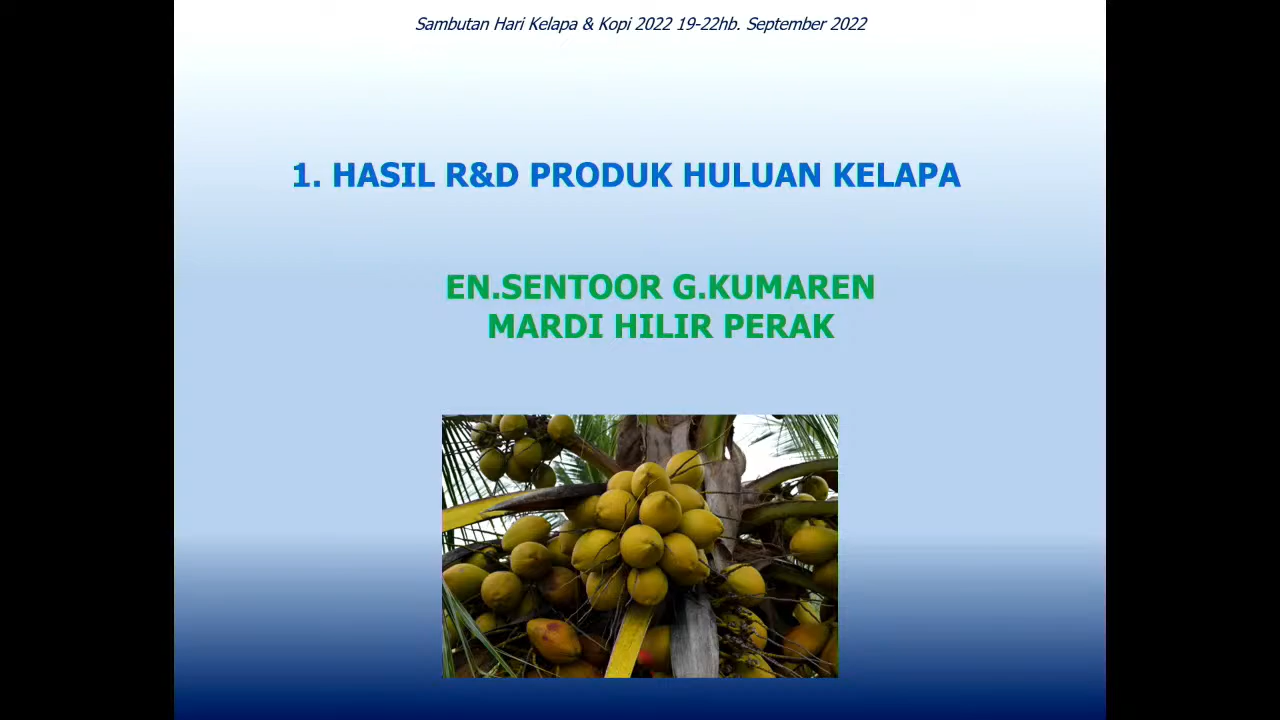 Sambutan Hari Kelapa & Kopi 2022 19-22hb. September 2022
1. HASIL R&D PRODUK HULUAN KELAPA
EN.SENTOOR G.KUMAREN
MARDI HILIR PERAK